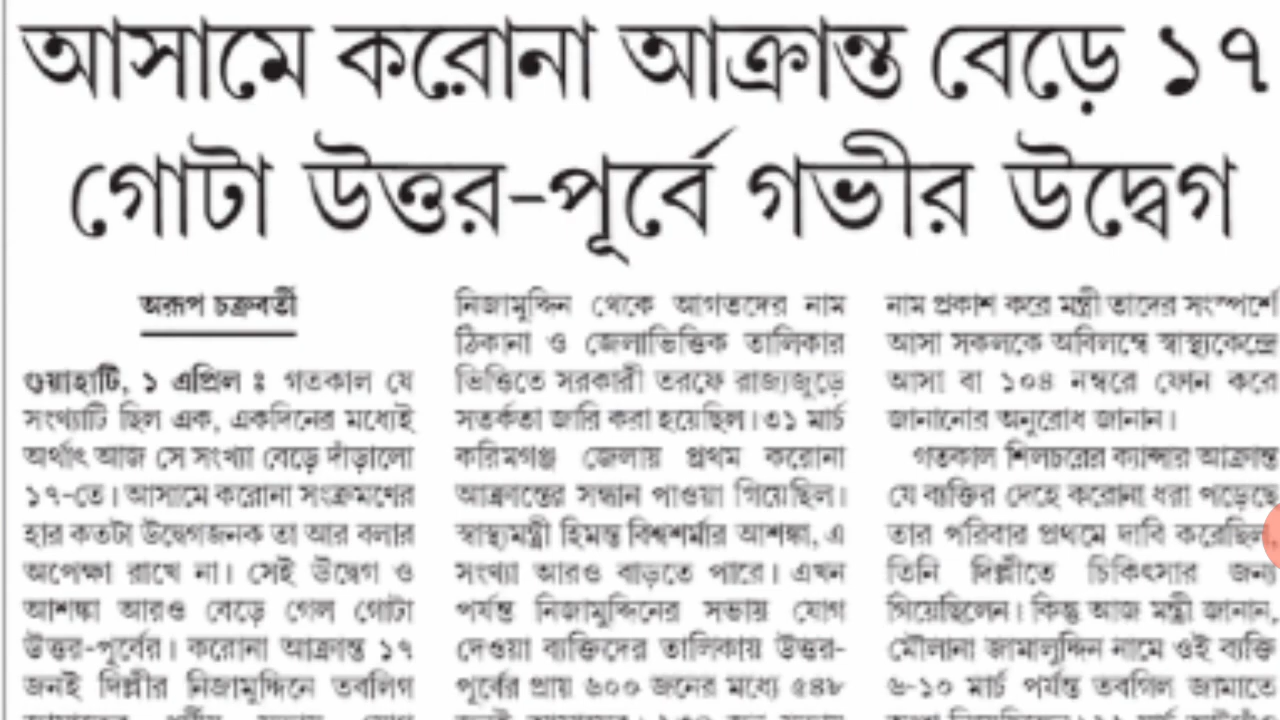 আসামে করোনা আক্রান্ত বেড়ে ১৭
গোটা উত্তর-পূর্বে গভীর উদ্বেগ
অরূপ চক্রবর্তী
গুয়াহাটি, ১ এপ্রিল ঃ গতকাল যে
সংখ্যাটি ছিল এক, একদিনের মধ্যেই
অর্থাৎ আজ সে সংখ্যা বেড়ে দাঁড়ালো
১৭-তে। আসামে করোনা সংক্রমণের
হার কতটা উদ্বেগজনক তা আর বলার
অপেক্ষা রাখে না। সেই উদ্বেগ ও
আশঙ্কা আরও বেড়ে গেল গোটা
উত্তর-পূর্বের। করোনা আক্রান্ত ১৭
জনই দিল্লীর নিজামুদ্দিনে তবলিগ
নিজামুদ্দিন থেকে আগতদের নাম
ঠিকানা ও জেলাভিত্তিক তালিকার
ভিত্তিতে সরকারী তরফে রাজ্যজুড়ে
সতর্কতা জারি করা হয়েছিল। ৩১ মার্চ
করিমগঞ্জ জেলায় প্রথম করোনা
আক্রান্তের সন্ধান পাওয়া গিয়েছিল।
স্বাস্থ্যমন্ত্রী হিমন্ত বিশ্বশর্মার আশঙ্কা, এ
সংখ্যা আরও বাড়তে পারে। এখন
পর্যন্ত নিজামুদ্দিনের সভায় যোগ
দেওয়া ব্যক্তিদের তালিকায় উত্তর-
পূর্বের প্রায় ৬০০ জনের মধ্যে ৫৪৮
নাম প্রকাশ করে মন্ত্রী তাদের সংস্পর্শে
আসা সকলকে অবিলম্বে স্বাস্থ্যকেন্দ্রে
আসা বা ১০৪ নম্বরে ফোন করে
জানানোর অনুরোধ জানান।
গতকাল শিলচরের ক্যান্সার আক্রান্ত
যে ব্যক্তির দেহে করোনা ধরা পড়েছে
তার পরিবার প্রথমে দাবি করেছিল,
তিনি দিল্লীতে চিকিৎসার জন্য
গিয়েছিলেন। কিন্তু আজ মন্ত্রী জানান,
মৌলানা জামালুদ্দিন নামে ওই ব্যক্তি
৬-১০ মার্চ পর্যন্ত তবগিল জামাতে